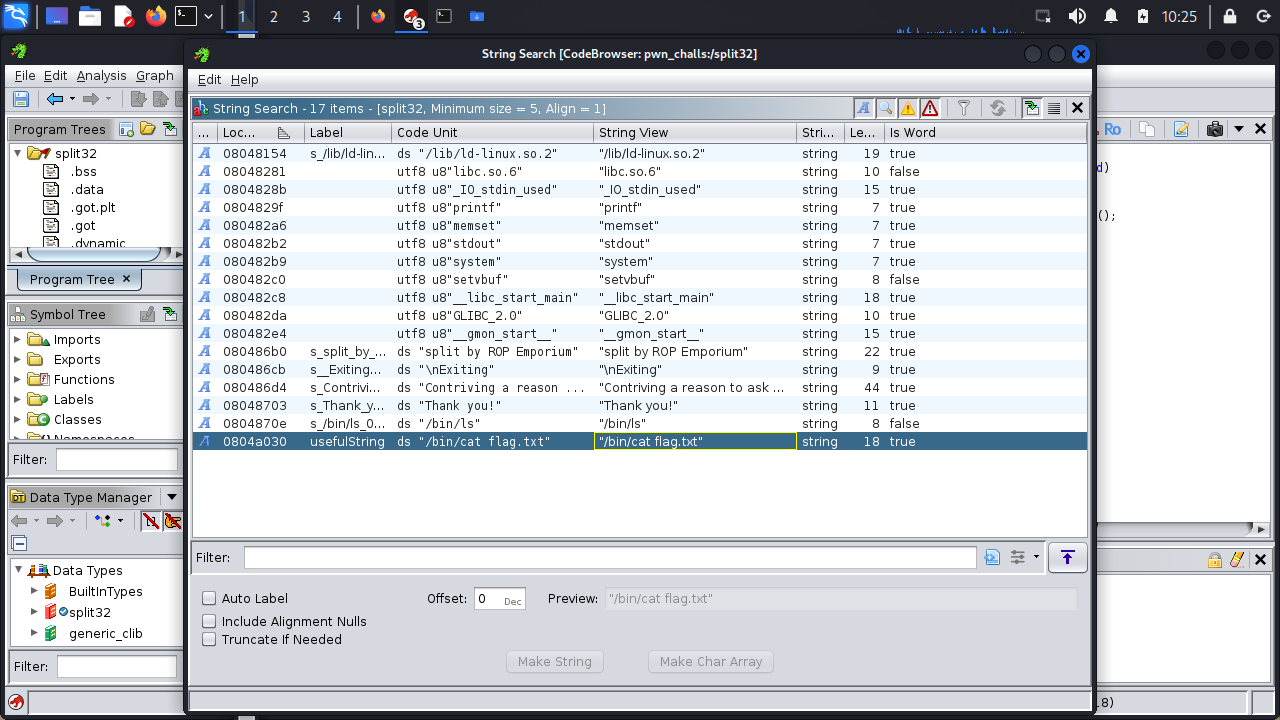 1 2 3 4 3 10:25
String Search [CodeBrowser: pwn_challs:/split32]
File Edit Analysis Graph
Edit Help
Program Trees
String Search - 17 items - [split32, Minimum size = 5, Align = 1]
Ro
split32
.bss
.data
.got.plt
.got
.dynamic
Program Tree ×
Symbol Tree
Imports
Exports
Functions
Labels
Classes
Namespaces
Filter:
Data Type Manager
Data Types
BuiltInTypes
split32
generic_clib
Filter:
... Loc... Label Code Unit String View Stri... Le... Is Word
A 08048154 s_/lib/ld-lin... ds "/lib/ld-linux.so.2" "/lib/ld-linux.so.2" string 19 true
A 08048281 utf8 u8"libc.so.6" "libc.so.6" string 10 false
A 0804828b utf8 u8"_IO_stdin_used" "_IO_stdin_used" string 15 true
A 0804829f utf8 u8"printf" "printf" string 7 true
A 080482a6 utf8 u8"memset" "memset" string 7 true
A 080482b2 utf8 u8"stdout" "stdout" string 7 true
A 080482b9 utf8 u8"system" "system" string 7 true
A 080482c0 utf8 u8"setvbuf" "setvbuf" string 8 false
A 080482c8 utf8 u8"__libc_start_main" "__libc_start_main" string 18 true
A 080482da utf8 u8"GLIBC_2.0" "GLIBC_2.0" string 10 true
A 080482e4 utf8 u8"__gmon_start__" "__gmon_start__" string 15 true
A 080486b0 s_split_by_... ds "split by ROP Emporium" "split by ROP Emporium" string 22 true
A 080486cb s__Exiting... ds "\nExiting" "\nExiting" string 9 true
A 080486d4 s_Contrivi... ds "Contriving a reason ... "Contriving a reason to ask ... string 44 true
A 08048703 s_Thank_y... ds "Thank you!" "Thank you!" string 11 true
A 0804870e s_/bin/ls_0... ds "/bin/ls" "/bin/ls" string 8 false
A 0804a030 usefulString ds "/bin/cat flag.txt" "/bin/cat flag.txt" string 18 true
d)
();
Filter:
Auto Label Offset: 0 Dec Preview: "/bin/cat flag.txt"
Include Alignment Nulls
Truncate If Needed
Make String Make Char Array
18)